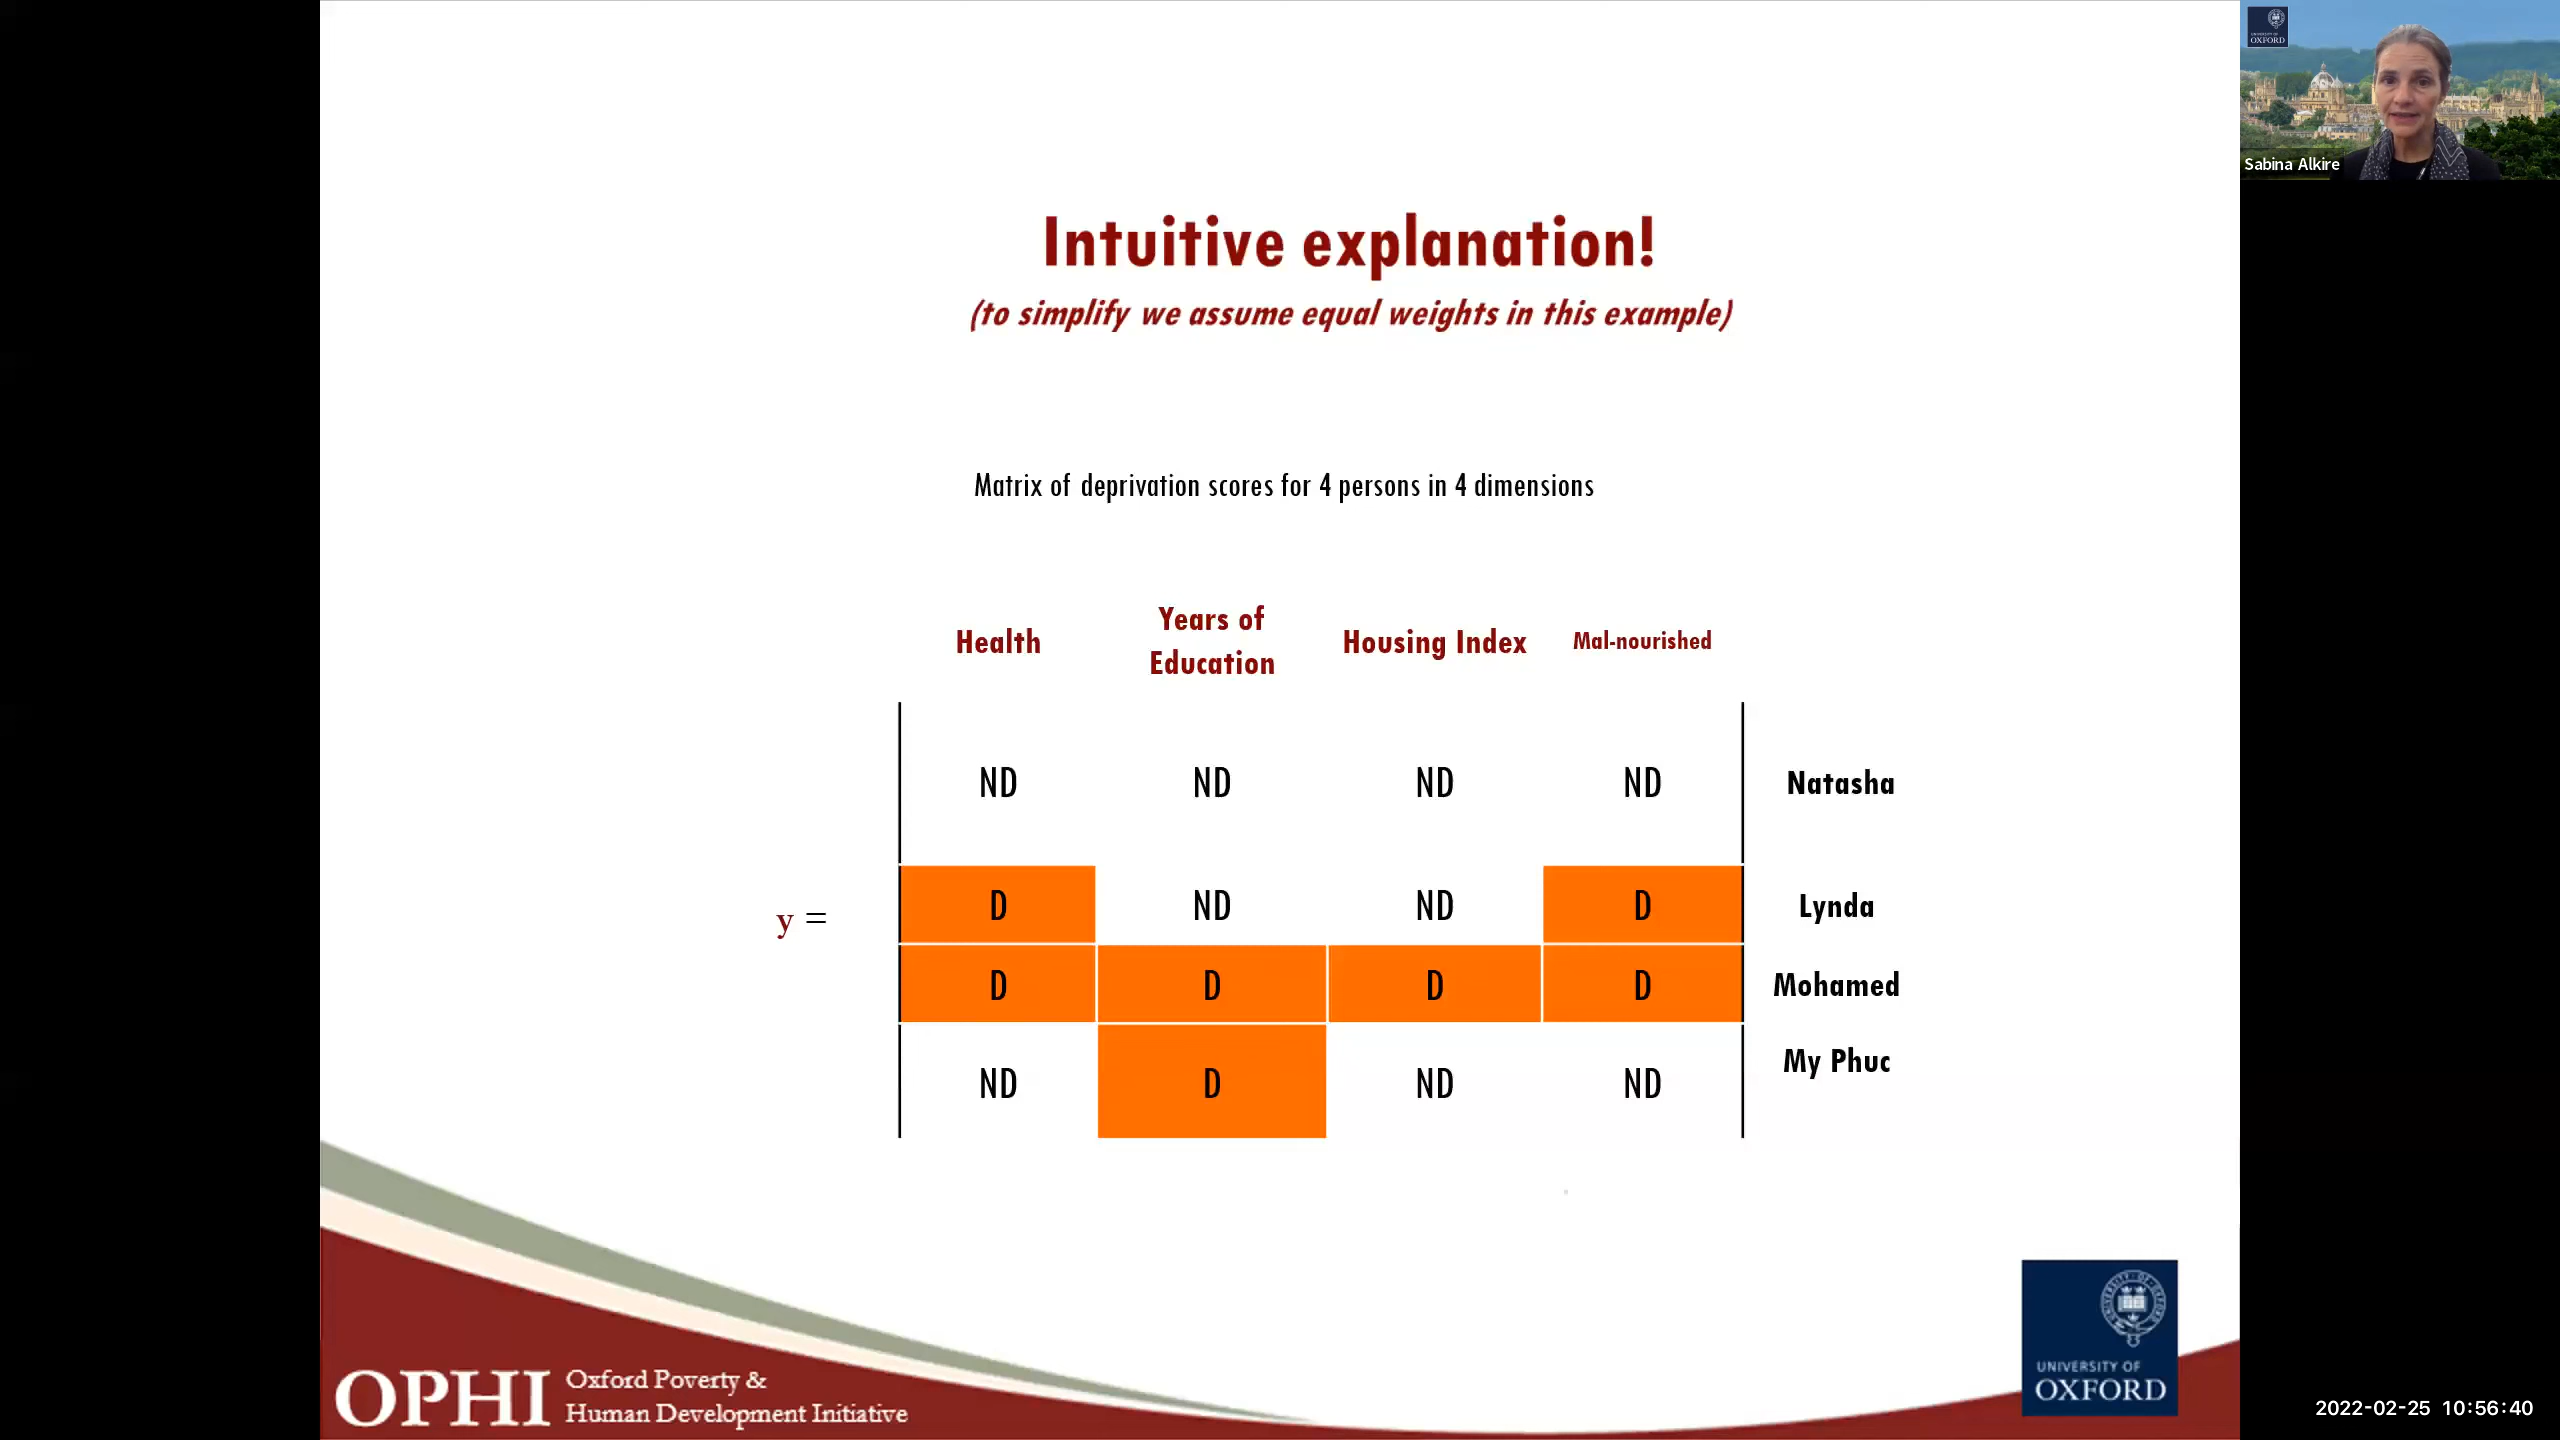 Intuitive explanation!
(to simplify we assume equal weights in this example)
Matrix of deprivation scores for 4 persons in 4 dimensions
Health Years of Education Housing Index Mal-nourished
ND ND ND ND Natasha
D ND ND D Lynda
y =
D D D D Mohamed
ND D ND ND My Phuc
OPHI Oxford Poverty &
Human Development Initiative
UNIVERSITY OF
OXFORD
UNIVERSITY OF
OXFORD
Sabina Alkire
2022-02-25 10:56:40